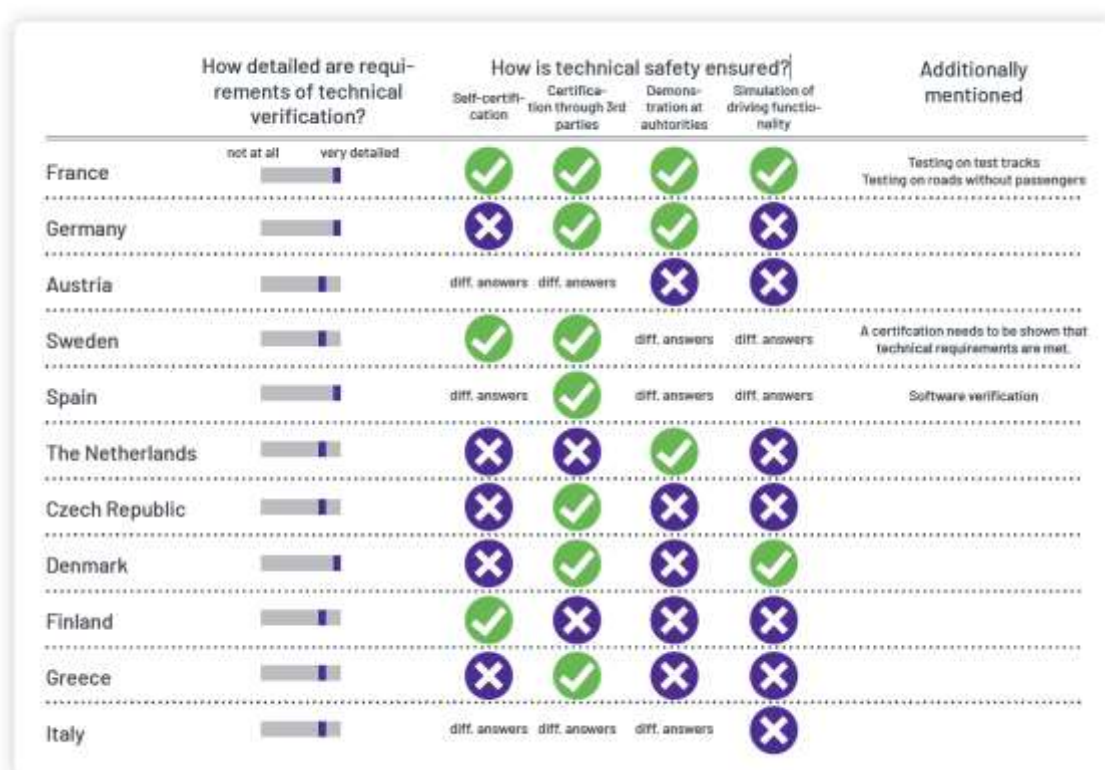 How detailed are requi-
rements of technical
verification?
How is technical safety ensured?
Self-certifi-
cation
Certifica-
tion through 3rd
parties
Demons-
tration at
auhtorities
Simulation of
driving functio-
nality
Additionally
mentioned
not at all very detailed
France
Testing on test tracks
Testing on roads without passengers
Germany
Austria diff. answers diff. answers
Sweden diff. answers diff. answers
A certifcation needs to be shown that
technical requirements are met.
Spain diff. answers diff. answers diff. answers Software verification
The Netherlands
Czech Republic
Denmark
Finland
Greece
Italy diff. answers diff. answers diff. answers